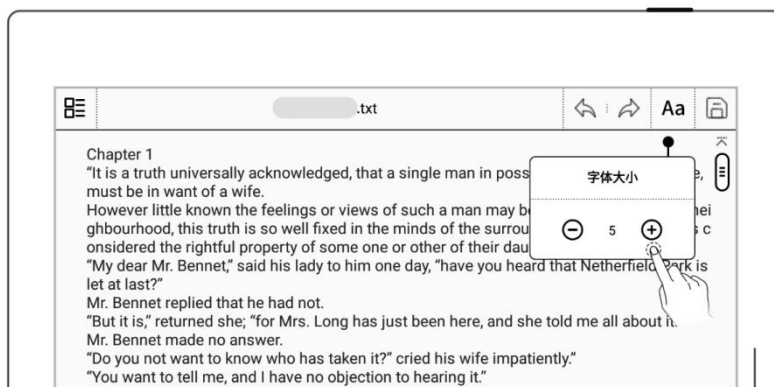 .txt
Aa
Chapter 1
“It is a truth universally acknowledged, that a single man in poss e,
must be in want of a wife.
However little known the feelings or views of such a man may be nei
ghbourhood, this truth is so well fixed in the minds of the surrou s c
onsidered the rightful property of some one or other of their dau
“My dear Mr. Bennet,” said his lady to him one day, “have you heard that Netherfield Park is
let at last?”
Mr. Bennet replied that he had not.
“But it is,” returned she; “for Mrs. Long has just been here, and she told me all about it.
Mr. Bennet made no answer.
“Do you not want to know who has taken it?” cried his wife impatiently.”
“You want to tell me, and I have no objection to hearing it.”
字体大小
5